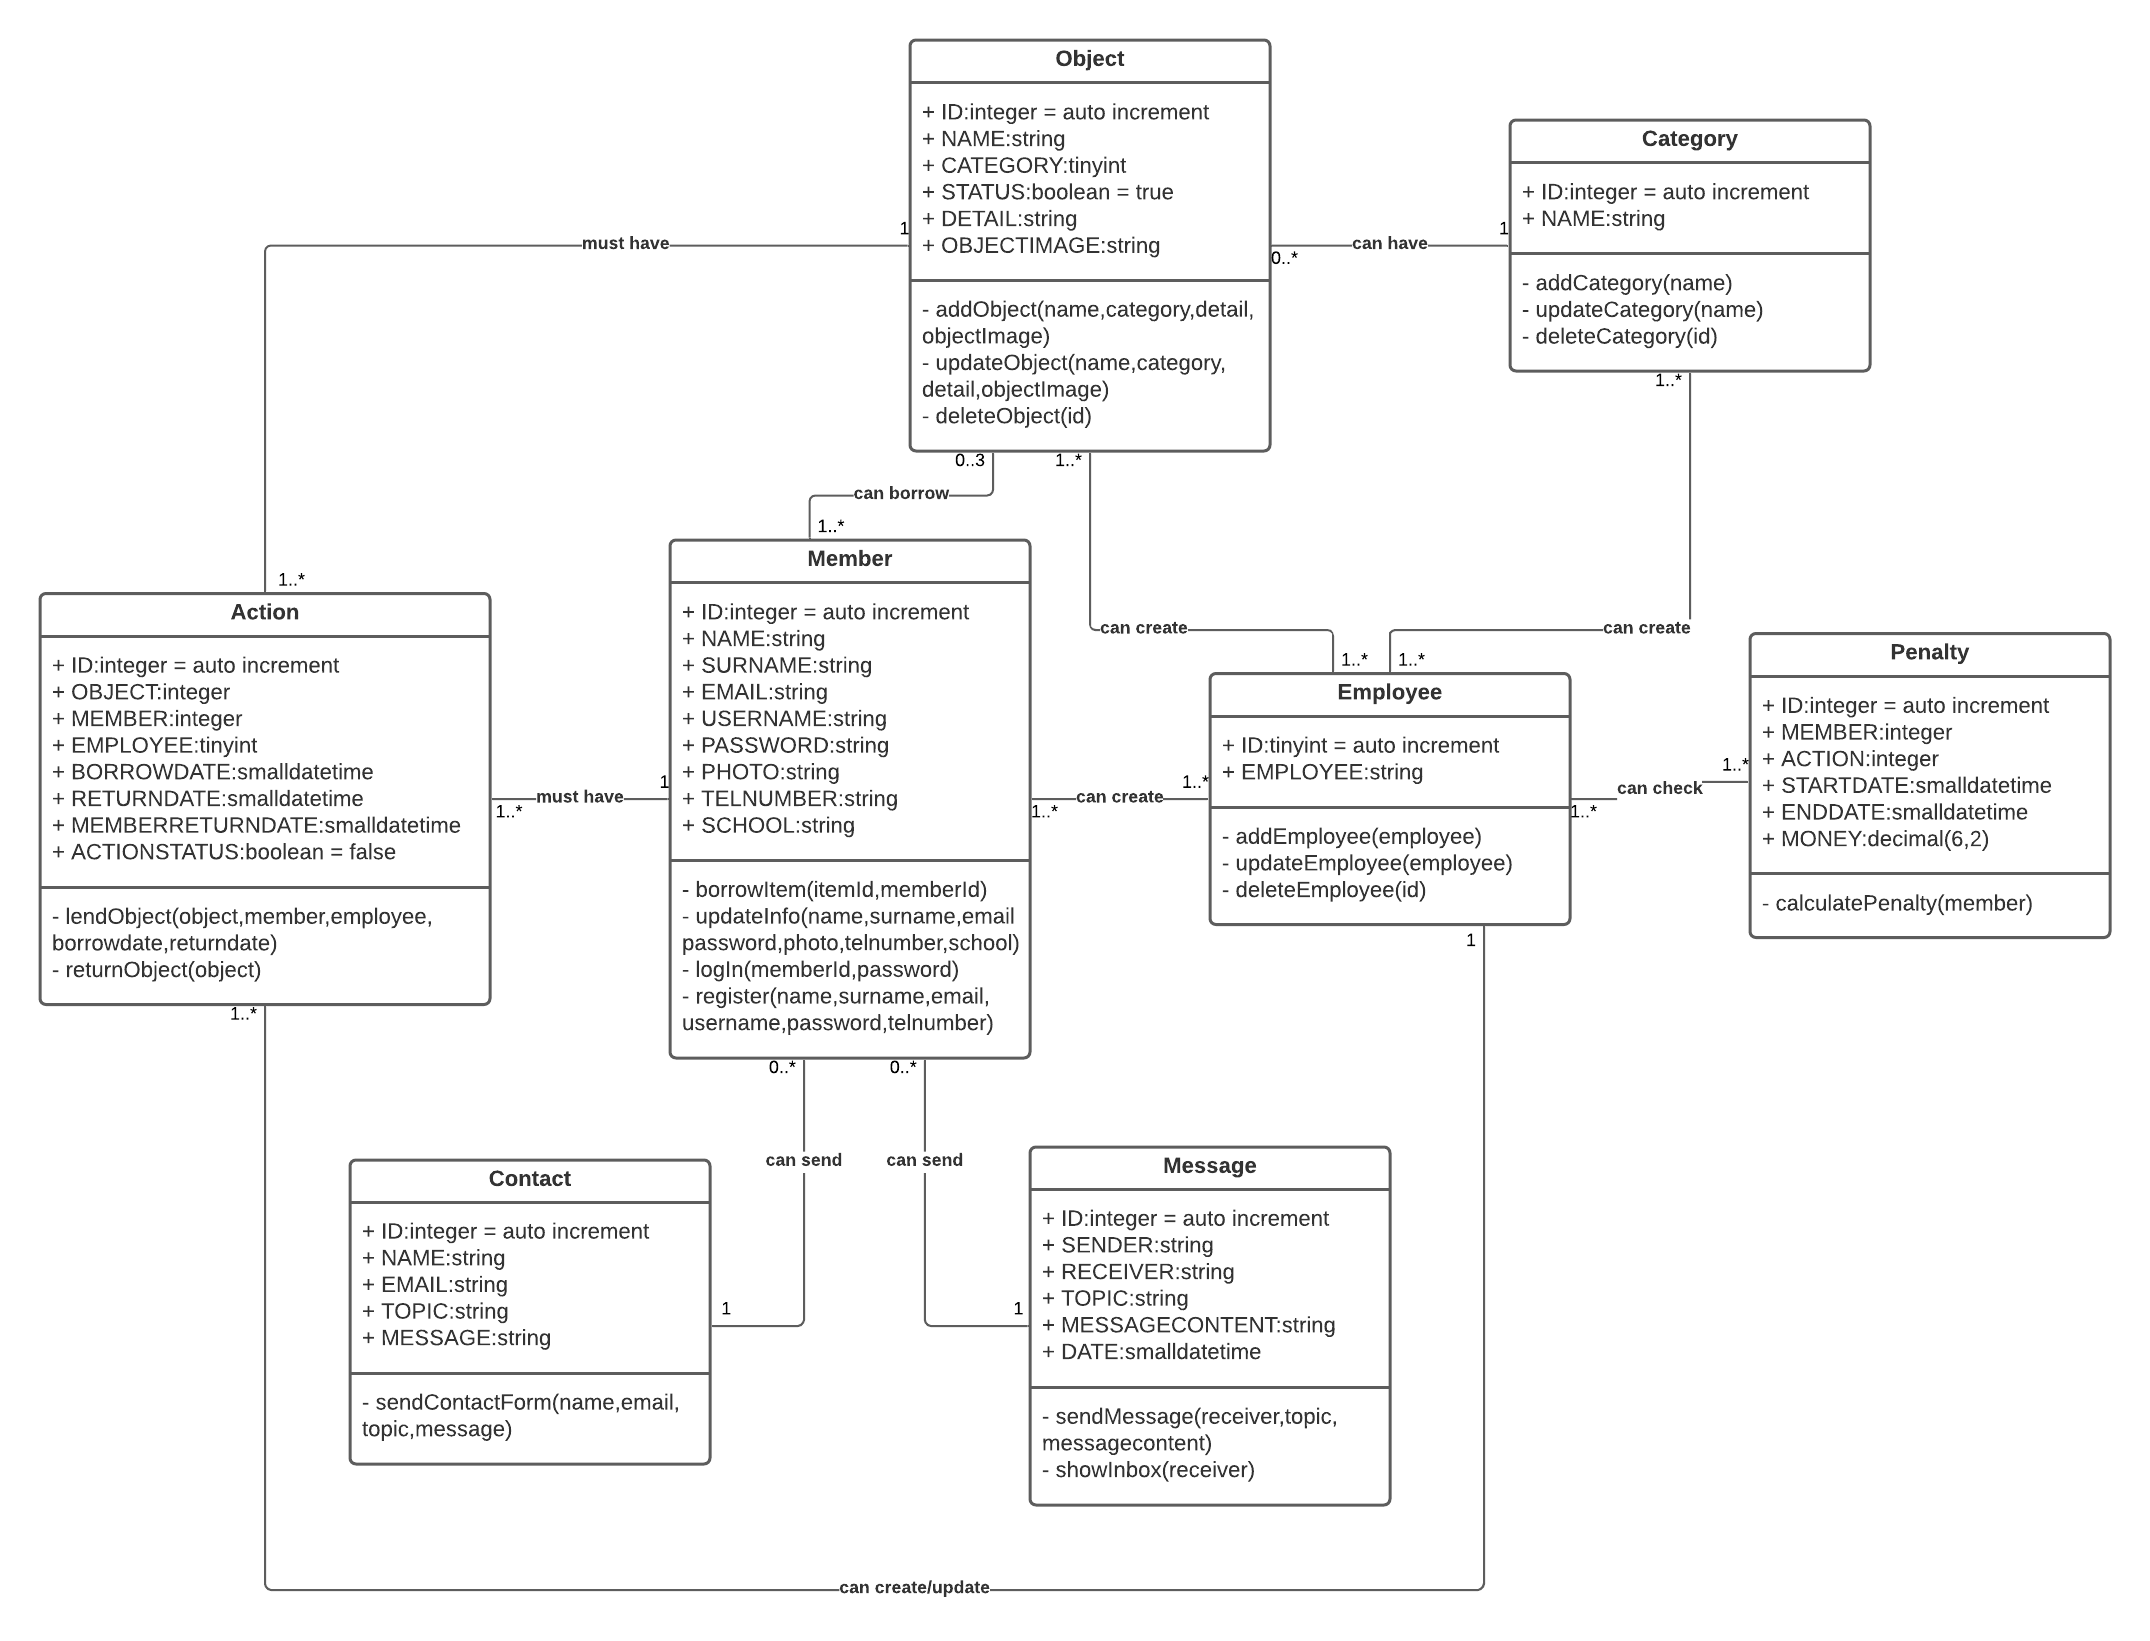 Object
+ ID:integer = auto increment
+ NAME:string
+ CATEGORY:tinyint
+ STATUS:boolean = true
+ DETAIL:string
+ OBJECTIMAGE:string
- addObject(name,category,detail,
objectImage)
- updateObject(name,category,
detail,objectImage)
- deleteObject(id)
Category
+ ID:integer = auto increment
+ NAME:string
- addCategory(name)
- updateCategory(name)
- deleteCategory(id)
1
must have
1..*
0..*
can have
1
0..3
can borrow
1..*
1..*
can create
1..*
1..*
can create
1..*
Action
+ ID:integer = auto increment
+ OBJECT:integer
+ MEMBER:integer
+ EMPLOYEE:tinyint
+ BORROWDATE:smalldatetime
+ RETURNDATE:smalldatetime
+ MEMBERRETURNDATE:smalldatetime
+ ACTIONSTATUS:boolean = false
- lendObject(object,member,employee,
borrowdate,returndate)
- returnObject(object)
1..*
must have
1
Member
+ ID:integer = auto increment
+ NAME:string
+ SURNAME:string
+ EMAIL:string
+ USERNAME:string
+ PASSWORD:string
+ PHOTO:string
+ TELNUMBER:string
+ SCHOOL:string
- borrowItem(itemId,memberId)
- updateInfo(name,surname,email
password,photo,telnumber,school)
- logIn(memberId,password)
- register(name,surname,email,
username,password,telnumber)
1..*
can create
1..*
Employee
+ ID:tinyint = auto increment
+ EMPLOYEE:string
- addEmployee(employee)
- updateEmployee(employee)
- deleteEmployee(id)
1..*
can check
1..*
Penalty
+ ID:integer = auto increment
+ MEMBER:integer
+ ACTION:integer
+ STARTDATE:smalldatetime
+ ENDDATE:smalldatetime
+ MONEY:decimal(6,2)
- calculatePenalty(member)
0..*
can send
1
0..*
can send
1
Contact
+ ID:integer = auto increment
+ NAME:string
+ EMAIL:string
+ TOPIC:string
+ MESSAGE:string
- sendContactForm(name,email,
topic,message)
Message
+ ID:integer = auto increment
+ SENDER:string
+ RECEIVER:string
+ TOPIC:string
+ MESSAGECONTENT:string
+ DATE:smalldatetime
- sendMessage(receiver,topic,
messagecontent)
- showInbox(receiver)
1..*
can create/update
1